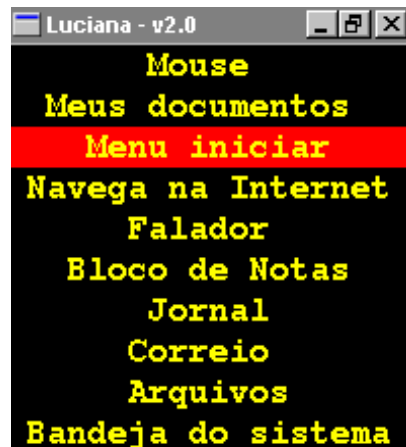 Luciana - v2.0
Mouse
Meus documentos
Menu iniciar
Navega na Internet
Falador
Bloco de Notas
Jornal
Correio
Arquivos
Bandeja do sistema